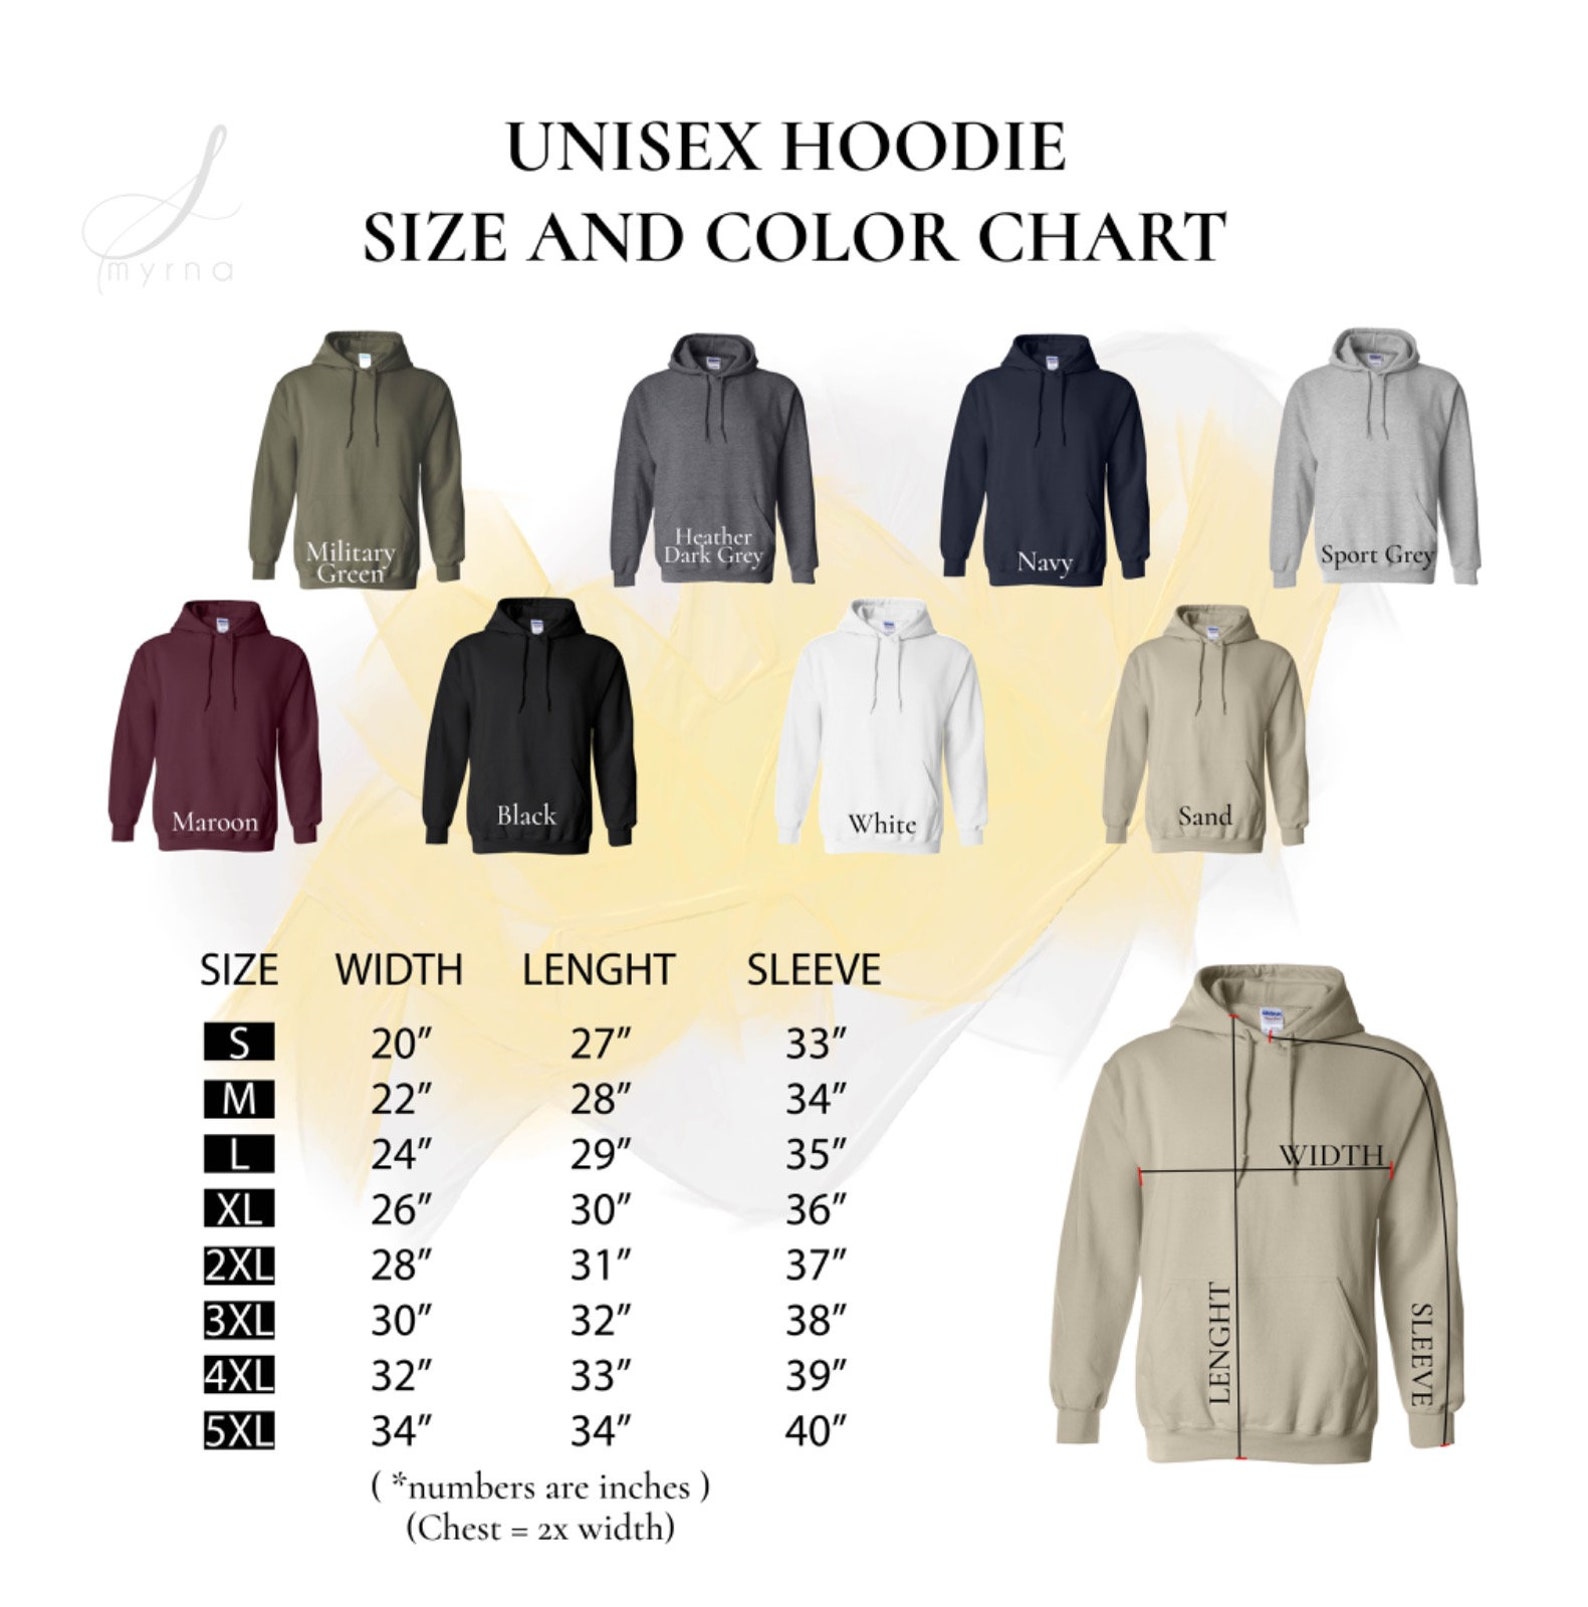 UNISEX HOODIE
SIZE AND COLOR CHART
myrna
Military
Green
Heather
Dark Grey
Navy
Sport Grey
Maroon
Black
White
Sand
SIZE WIDTH LENGHT SLEEVE
S 20" 27" 33"
M 22" 28" 34"
L 24" 29" 35"
XL 26" 30" 36"
2XL 28" 31" 37"
3XL 30" 32" 38"
4XL 32" 33" 39"
5XL 34" 34" 40"
( *numbers are inches )
(Chest = 2x width)
WIDTH
LENGHT
SLEEVE